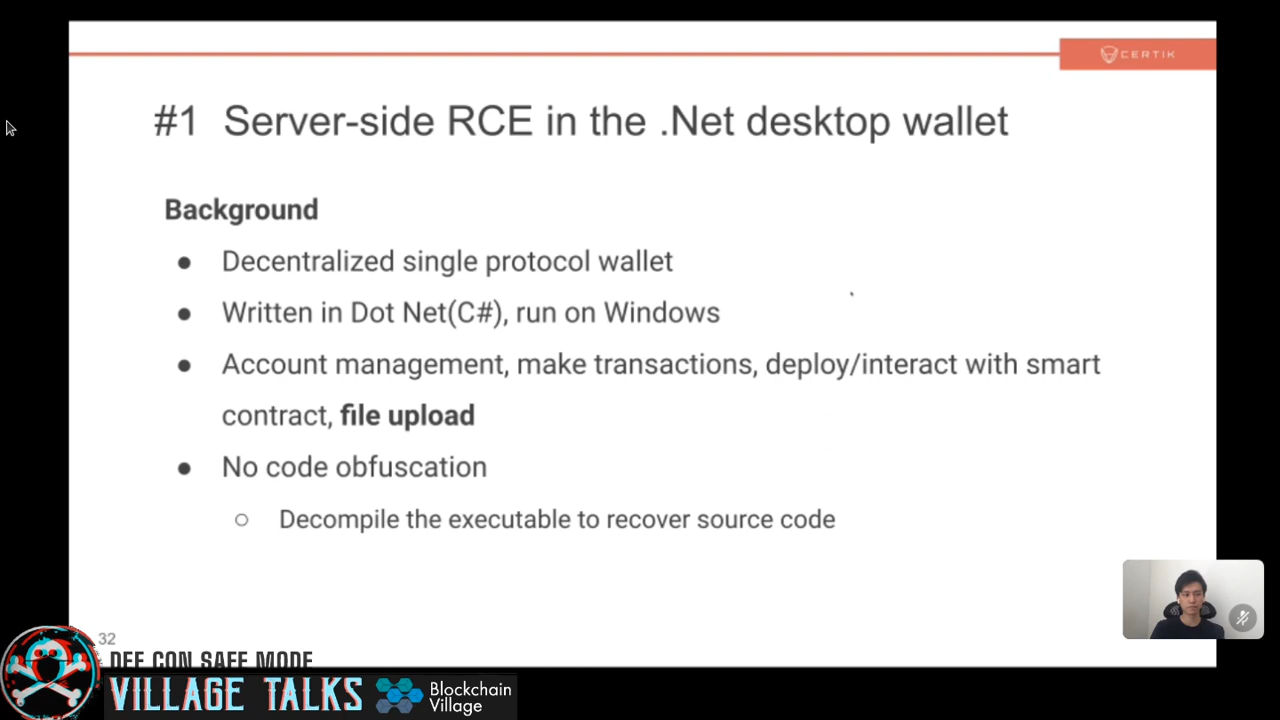 CERTIK
#1 Server-side RCE in the .Net desktop wallet
Background
● Decentralized single protocol wallet
● Written in Dot Net(C#), run on Windows
● Account management, make transactions, deploy/interact with smart
contract, file upload
● No code obfuscation
○ Decompile the executable to recover source code
32
DEF CON SAFE MODE
VILLAGE TALKS
Blockchain
Village